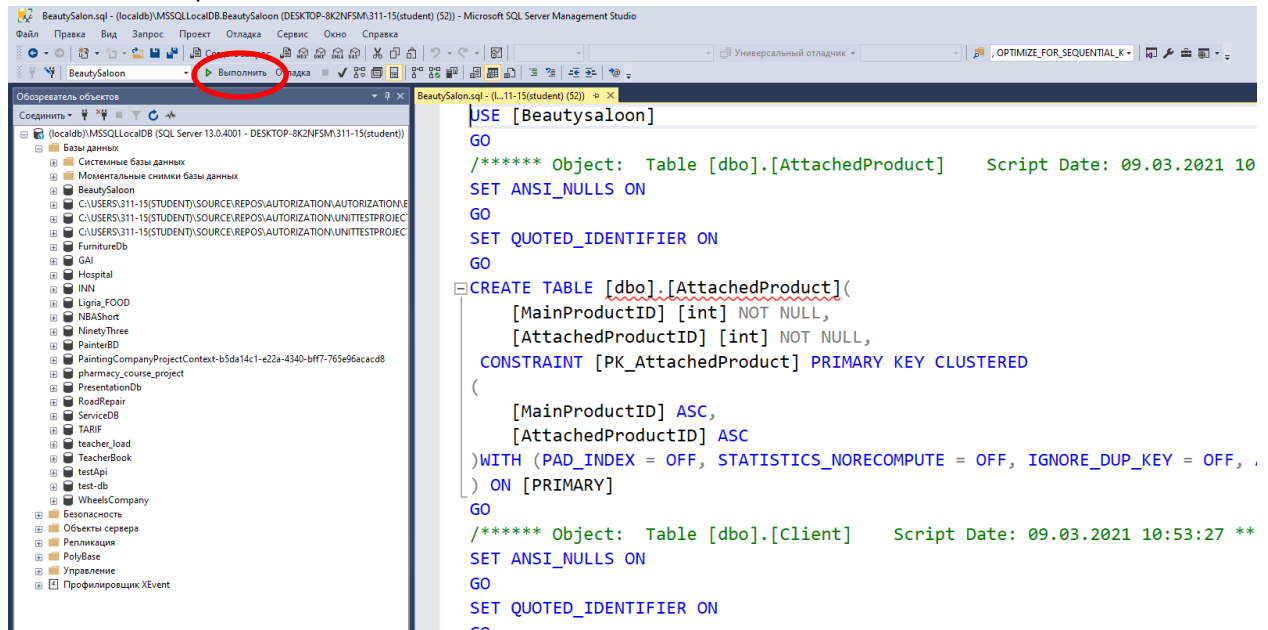 BeautySalon.sql - (localdb)\MSSQLLocalDB.BeautySaloon (DESKTOP-8K2NFSM\311-15(student) (52)) - Microsoft SQL Server Management Studio
Файл Правка Вид Запрос Проект Отладка Сервис Окно Справка
Универсальный отладчик , OPTIMIZE_FOR_SEQUENTIAL_K
BeautySaloon Выполнить Отладка
Обозреватель объектов
BeautySalon.sql - (l...11-15(student) (52))
Соединить
(localdb)\MSSQLLocalDB (SQL Server 13.0.4001 - DESKTOP-8K2NFSM\311-15(student))
Базы данных
Системные базы данных
Моментальные снимки базы данных
BeautySaloon
C:\USERS\311-15(STUDENT)\SOURCE\REPOS\AUTORIZATION\AUTORIZATION\E
C:\USERS\311-15(STUDENT)\SOURCE\REPOS\AUTORIZATION\UNITTESTPROJEC
C:\USERS\311-15(STUDENT)\SOURCE\REPOS\AUTORIZATION\UNITTESTPROJEC
FurnitureDb
GAI
Hospital
INN
Ligria_FOOD
NBAShort
NinetyThree
PainterBD
PaintingCompanyProjectContext-b5da14c1-e22a-4340-bff7-765e96acacd8
pharmacy_course_project
PresentationDb
RoadRepair
ServiceDB
TARIF
teacher_load
TeacherBook
testApi
test-db
WheelsCompany
Безопасность
Объекты сервера
Репликация
PolyBase
Управление
Профилировщик XEvent
USE [Beautysaloon]
GO
/****** Object:  Table [dbo].[AttachedProduct]    Script Date: 09.03.2021 10
SET ANSI_NULLS ON
GO
SET QUOTED_IDENTIFIER ON
GO
CREATE TABLE [dbo].[AttachedProduct](
[MainProductID] [int] NOT NULL,
[AttachedProductID] [int] NOT NULL,
CONSTRAINT [PK_AttachedProduct] PRIMARY KEY CLUSTERED
(
[MainProductID] ASC,
[AttachedProductID] ASC
)WITH (PAD_INDEX = OFF, STATISTICS_NORECOMPUTE = OFF, IGNORE_DUP_KEY = OFF,
) ON [PRIMARY]
GO
/****** Object:  Table [dbo].[Client]    Script Date: 09.03.2021 10:53:27 **
SET ANSI_NULLS ON
GO
SET QUOTED_IDENTIFIER ON
GO